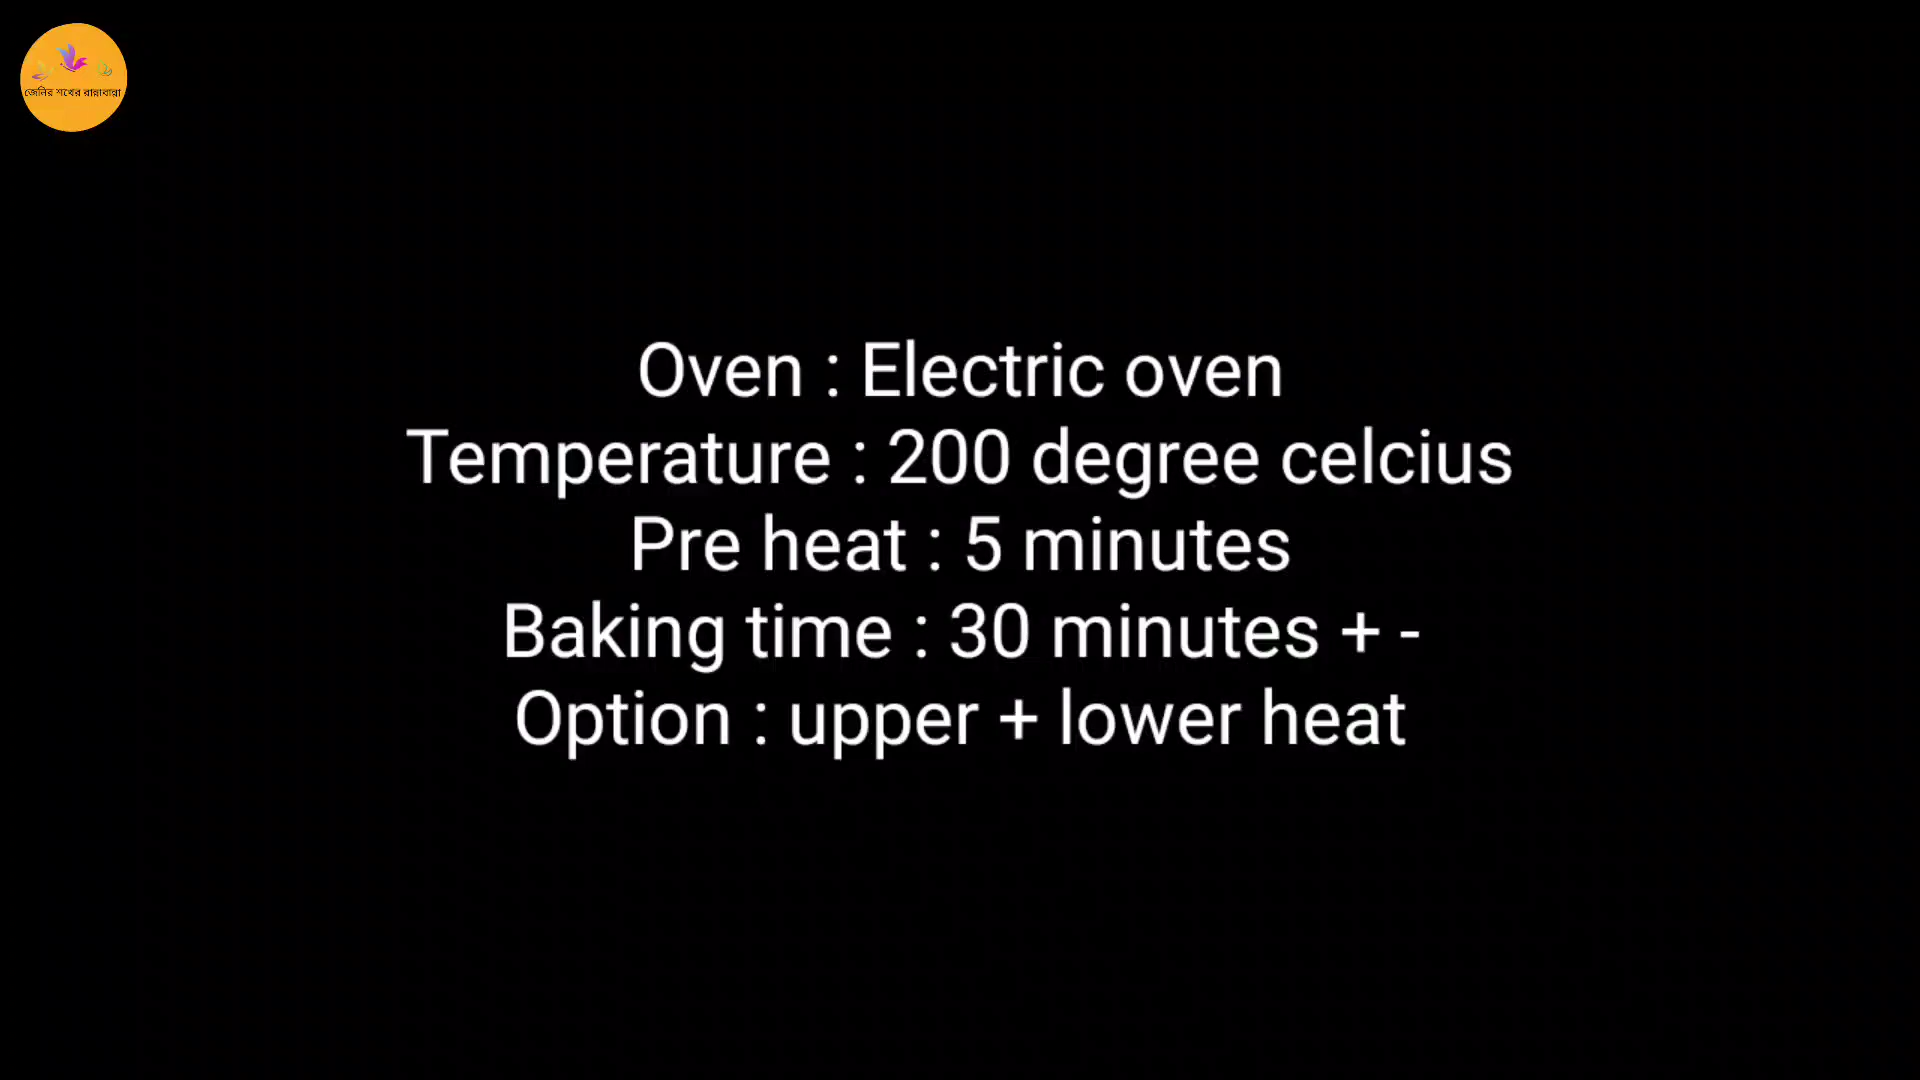 জেনির শখের রান্নাবান্না
Oven : Electric oven
Temperature : 200 degree celcius
Pre heat : 5 minutes
Baking time : 30 minutes + -
Option : upper + lower heat